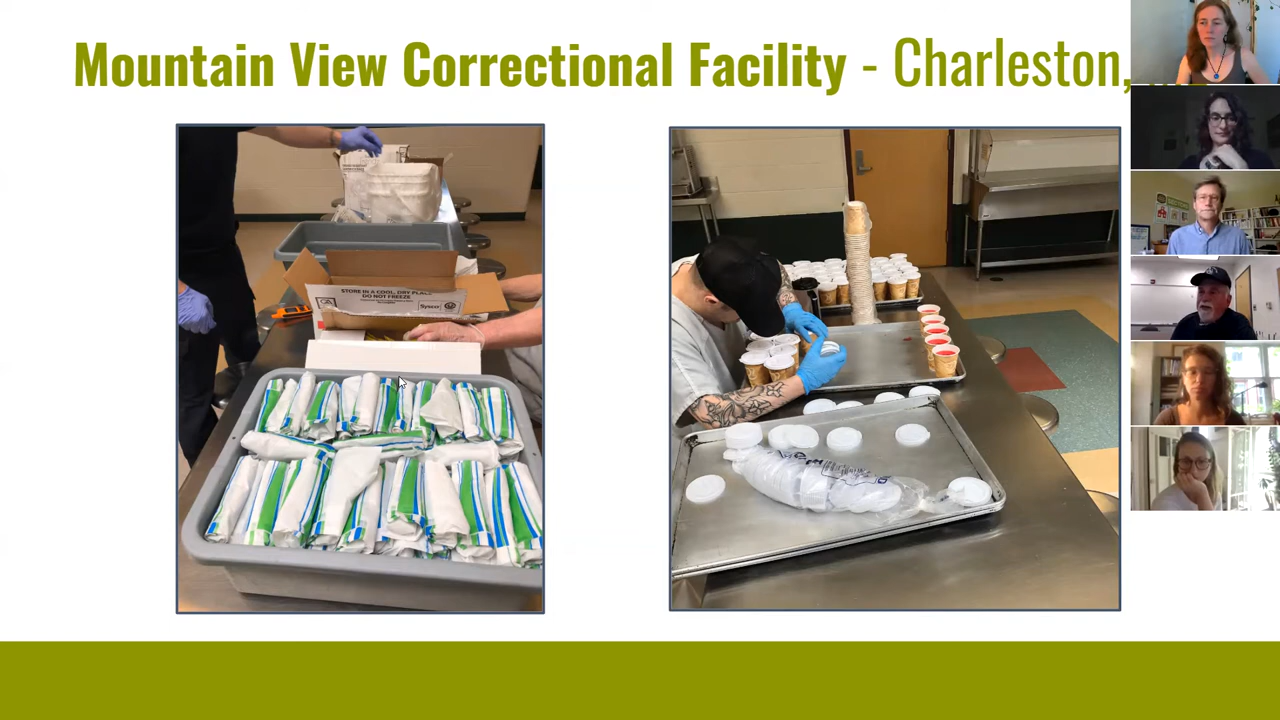 Mountain View Correctional Facility - Charleston,
STORE IN A COOL, DRY PLACE
DO NOT FREEZE
Sysco